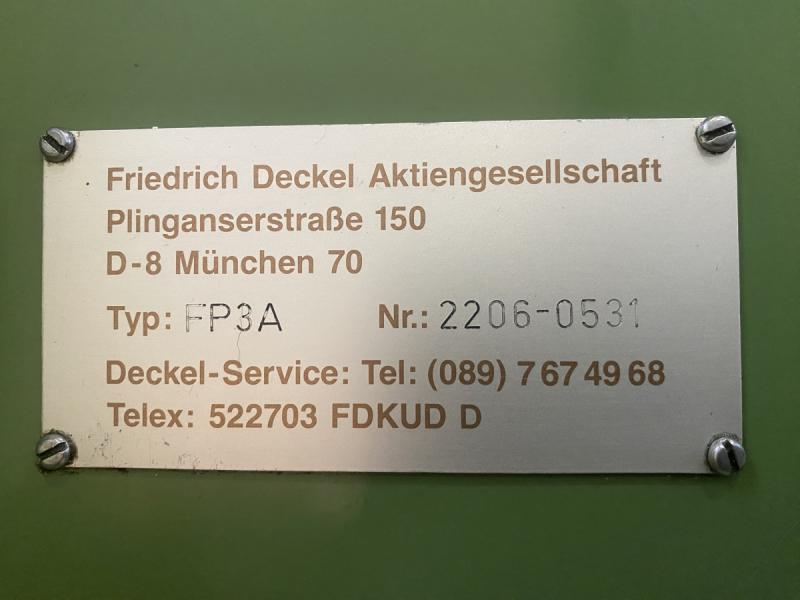 Friedrich Deckel Aktiengesellschaft
Plinganserstraße 150
D-8 München 70
Typ: FP3A Nr.: 2206-0531
Deckel-Service: Tel: (089) 7 67 49 68
Telex: 522703 FDKUD D